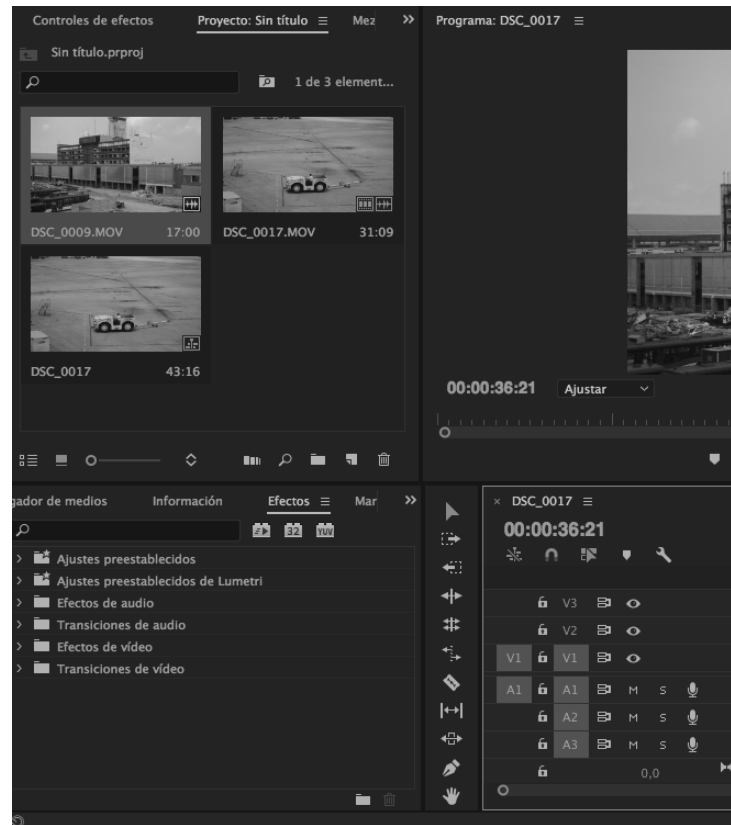 Controles de efectos Proyecto: Sin título Mez
Sin título.prproj
1 de 3 element...
DSC_0009.MOV 17:00 DSC_0017.MOV 31:09
DSC_0017 43:16
Programa: DSC_0017
00:00:36:21 Ajustar
gador de medios Información Efectos Mar
32 YUV
Ajustes preestablecidos
Ajustes preestablecidos de Lumetri
Efectos de audio
Transiciones de audio
Efectos de vídeo
Transiciones de vídeo
× DSC_0017
00:00:36:21
V3
V2
V1 V1
A1 A1 M S
A2 M S
A3 M S
0,0